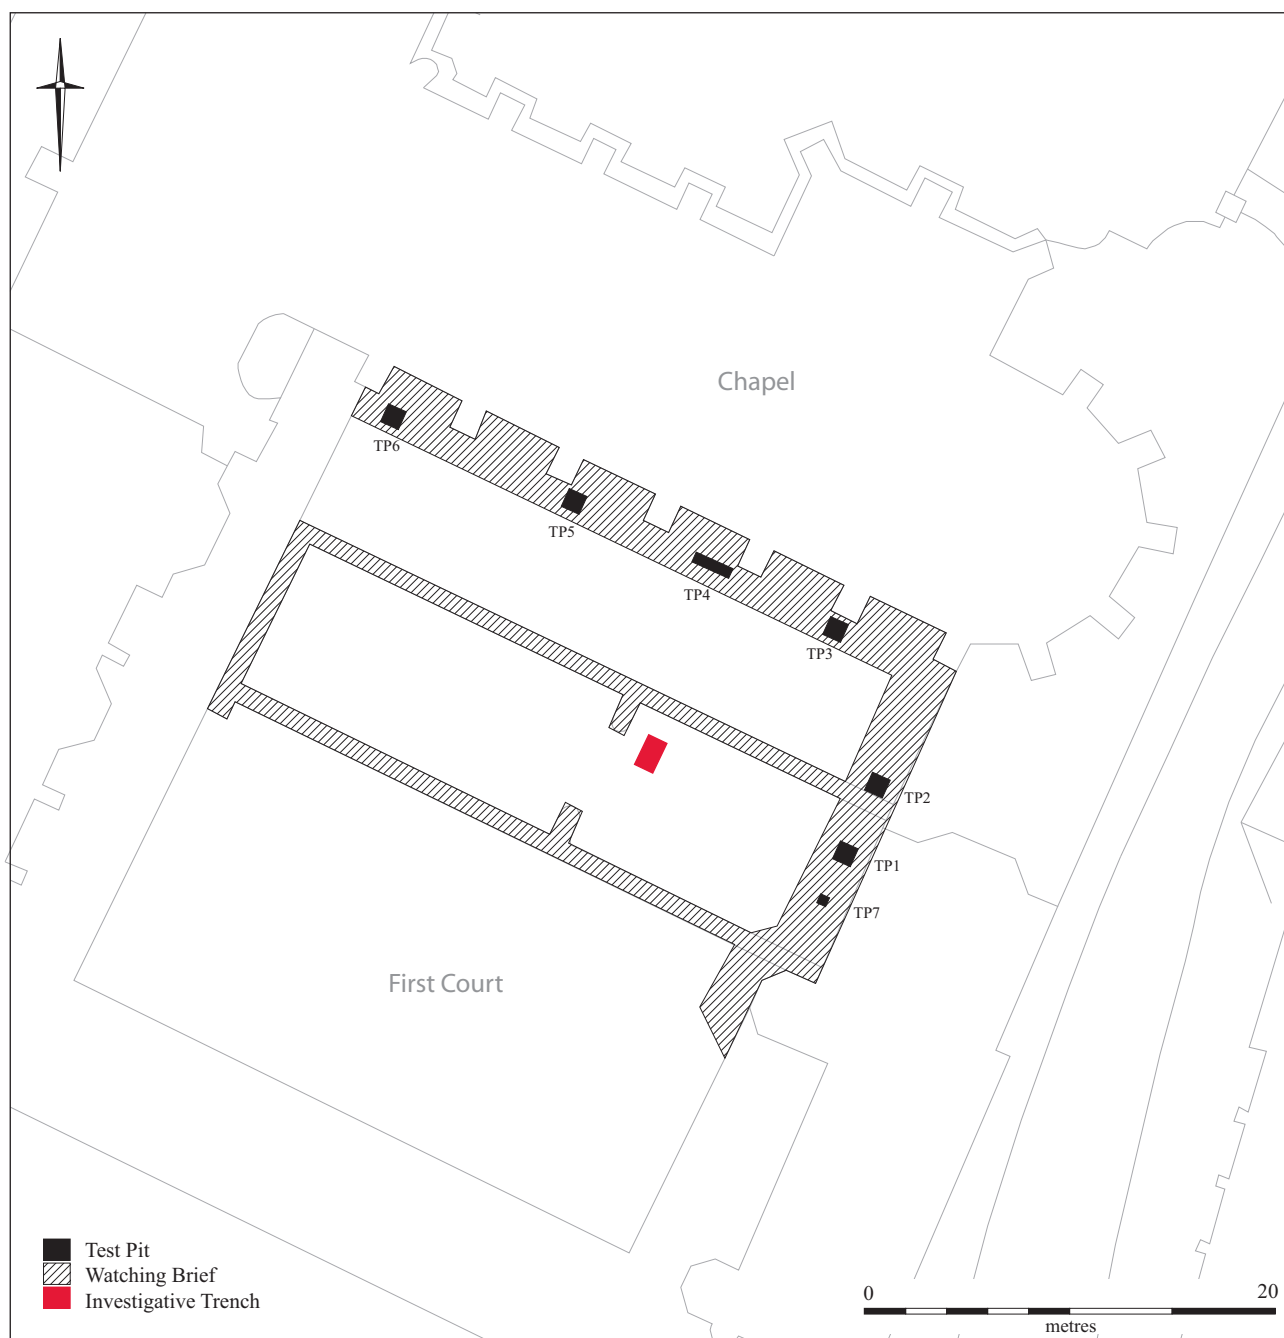 Chapel
TP6
TP5
TP4
TP3
TP2
TP1
TP7
First Court
Test Pit
Watching Brief
Investigative Trench
0 20
metres